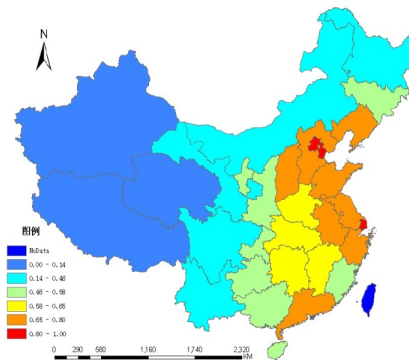 N
图例
NoData
0.00 - 0.14
0.14 - 0.46
0.46 - 0.58
0.58 - 0.65
0.65 - 0.80
0.80 - 1.00
0 290 580 1,160 1,740 2,320
KM